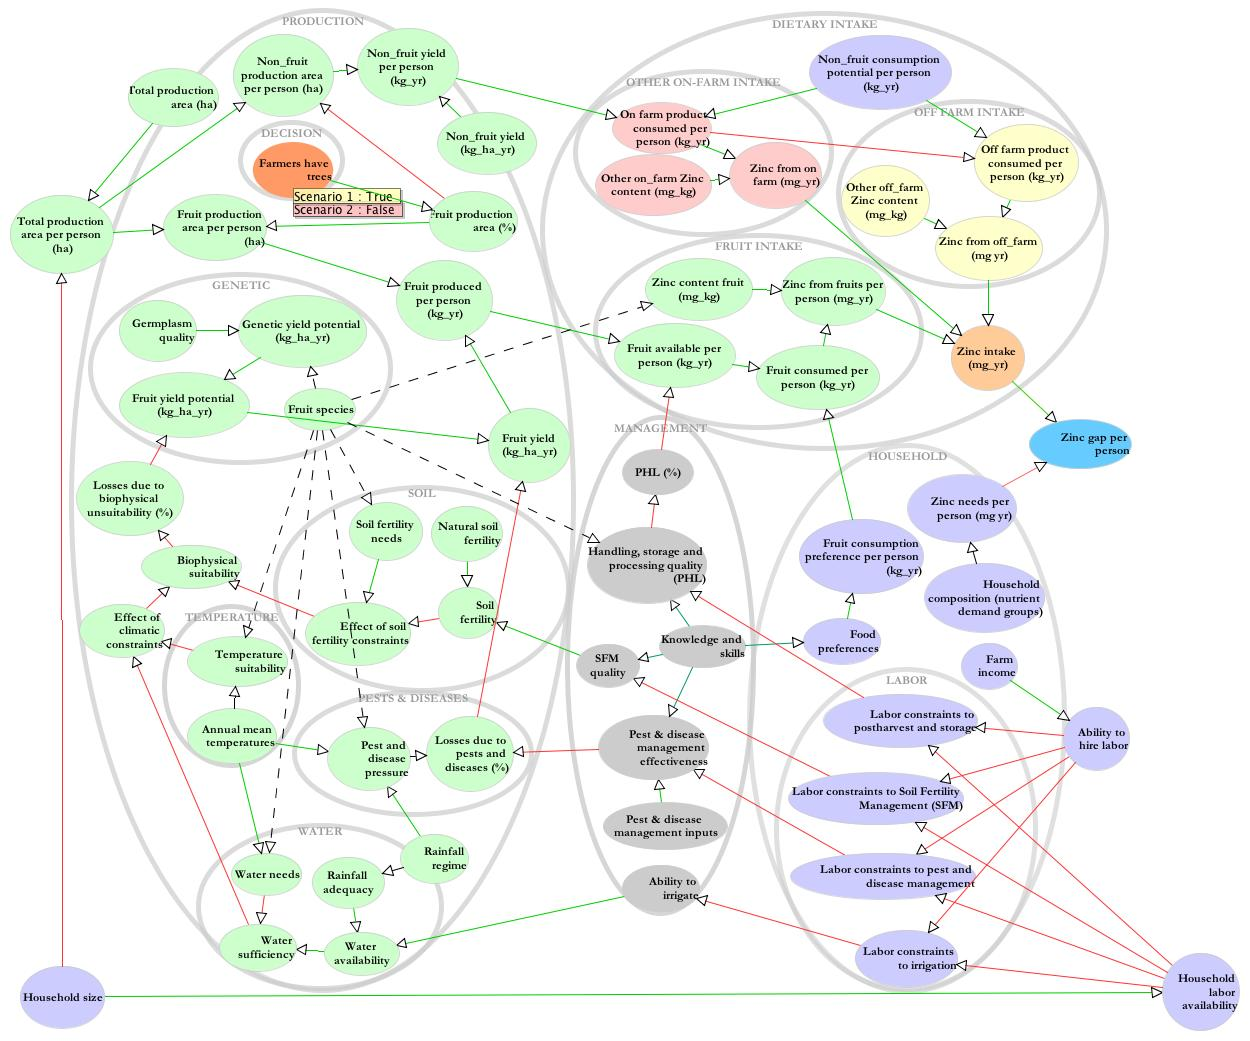 PRODUCTION
DIETARY INTAKE
Non_fruit
production area
per person (ha)
Non_fruit yield
per person
(kg_yr)
Non_fruit consumption
potential per person
(kg_yr)
Total production
area (ha)
OTHER ON-FARM INTAKE
On farm product
consumed per
person (kg_yr)
OFF FARM INTAKE
Off farm product
consumed per
person (kg_yr)
DECISION
Farmers have
trees
Scenario 1 : True
Scenario 2 : False
Non_fruit yield
(kg_ha_yr)
Other on_farm Zinc
content (mg_kg)
Zinc from on
farm (mg_yr)
Other off_farm
Zinc content
(mg_kg)
Total production
area per person
(ha)
Fruit production
area per person
(ha)
Fruit production
area (%)
Zinc from off_farm
(mg yr)
FRUIT INTAKE
GENETIC
Germplasm
quality
Genetic yield potential
(kg_ha_yr)
Fruit produced
per person
(kg_yr)
Zinc content fruit
(mg_kg)
Zinc from fruits per
person (mg_yr)
Fruit available per
person (kg_yr)
Fruit consumed per
person (kg_yr)
Zinc intake
(mg_yr)
Fruit yield potential
(kg_ha_yr)
Fruit species
Fruit yield
(kg_ha_yr)
MANAGEMENT
Zinc gap per
person
PHL (%)
HOUSEHOLD
Losses due to
biophysical
unsuitability (%)
SOIL
Soil fertility
needs
Natural soil
fertility
Zinc needs per
person (mg yr)
Biophysical
suitability
Handling, storage and
processing quality
(PHL)
Fruit consumption
preference per person
(kg_yr)
Household
composition (nutrient
demand groups)
Effect of
climatic
constraints
TEMPERATURE
Temperature
suitability
Effect of soil
fertility constraints
Soil
fertility
SFM
quality
Knowledge and
skills
Food
preferences
Farm
income
LABOR
Annual mean
temperatures
PESTS & DISEASES
Pest and
disease
pressure
Losses due to
pests and
diseases (%)
Pest & disease
management
effectiveness
Labor constraints to
postharvest and storage
Ability to
hire labor
Labor constraints to Soil Fertility
Management (SFM)
Pest & disease
management inputs
WATER
Rainfall
regime
Water needs
Rainfall
adequacy
Ability to
irrigate
Labor constraints to pest and
disease management
Water
sufficiency
Water
availability
Labor constraints
to irrigation
Household size
Household
labor
availability